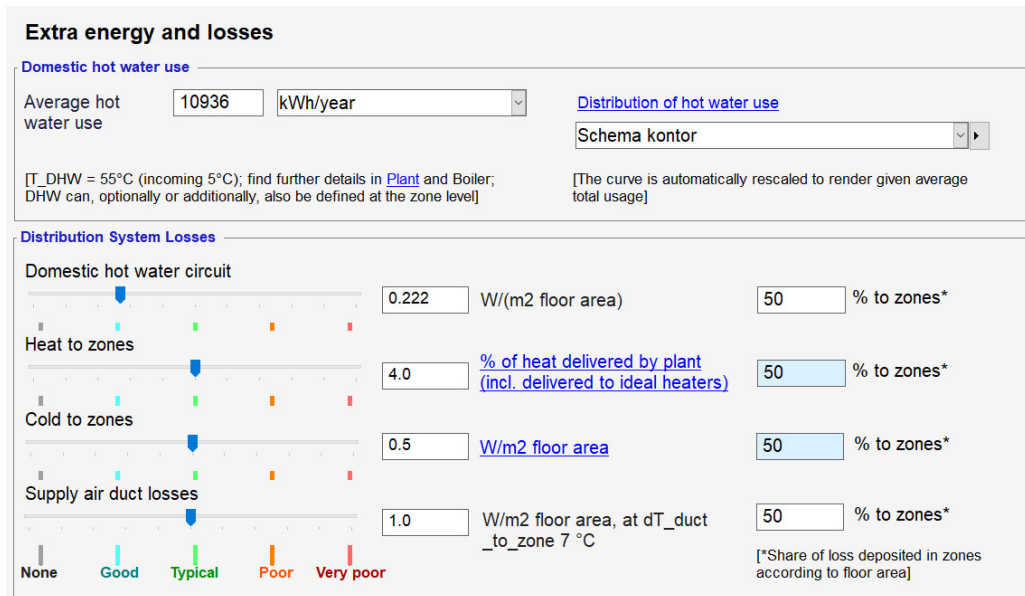 Extra energy and losses
Domestic hot water use
Average hot
water use
10936
kWh/year
Distribution of hot water use
Schema kontor
[T_DHW = 55°C (incoming 5°C); find further details in Plant and Boiler;
DHW can, optionally or additionally, also be defined at the zone level]
[The curve is automatically rescaled to render given average
total usage]
Distribution System Losses
Domestic hot water circuit
0.222
W/(m2 floor area)
50
% to zones*
Heat to zones
4.0
% of heat delivered by plant
(incl. delivered to ideal heaters)
50
% to zones*
Cold to zones
0.5
W/m2 floor area
50
% to zones*
Supply air duct losses
1.0
W/m2 floor area, at dT_duct
_to_zone 7 °C
50
% to zones*
None
Good
Typical
Poor
Very poor
[*Share of loss deposited in zones
according to floor area]